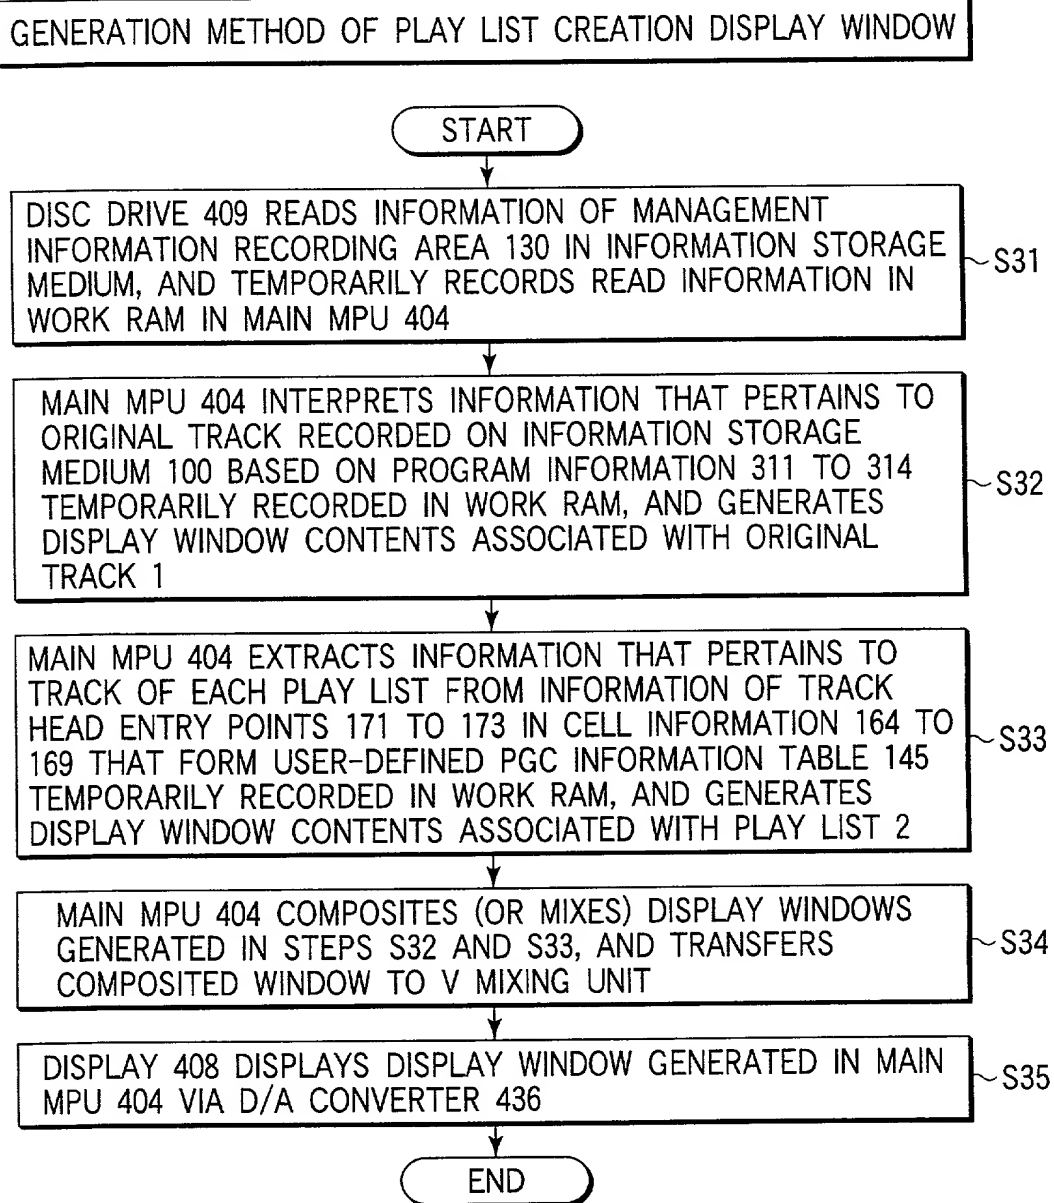 GENERATION METHOD OF PLAY LIST CREATION DISPLAY WINDOW
START
DISC DRIVE 409 READS INFORMATION OF MANAGEMENT
INFORMATION RECORDING AREA 130 IN INFORMATION STORAGE
MEDIUM, AND TEMPORARILY RECORDS READ INFORMATION IN
WORK RAM IN MAIN MPU 404
S31
MAIN MPU 404 INTERPRETS INFORMATION THAT PERTAINS TO
ORIGINAL TRACK RECORDED ON INFORMATION STORAGE
MEDIUM 100 BASED ON PROGRAM INFORMATION 311 TO 314
TEMPORARILY RECORDED IN WORK RAM, AND GENERATES
DISPLAY WINDOW CONTENTS ASSOCIATED WITH ORIGINAL
TRACK 1
S32
MAIN MPU 404 EXTRACTS INFORMATION THAT PERTAINS TO
TRACK OF EACH PLAY LIST FROM INFORMATION OF TRACK
HEAD ENTRY POINTS 171 TO 173 IN CELL INFORMATION 164 TO
169 THAT FORM USER-DEFINED PGC INFORMATION TABLE 145
TEMPORARILY RECORDED IN WORK RAM, AND GENERATES
DISPLAY WINDOW CONTENTS ASSOCIATED WITH PLAY LIST 2
S33
MAIN MPU 404 COMPOSITES (OR MIXES) DISPLAY WINDOWS
GENERATED IN STEPS S32 AND S33, AND TRANSFERS
COMPOSITED WINDOW TO V MIXING UNIT
S34
DISPLAY 408 DISPLAYS DISPLAY WINDOW GENERATED IN MAIN
MPU 404 VIA D/A CONVERTER 436
S35
END